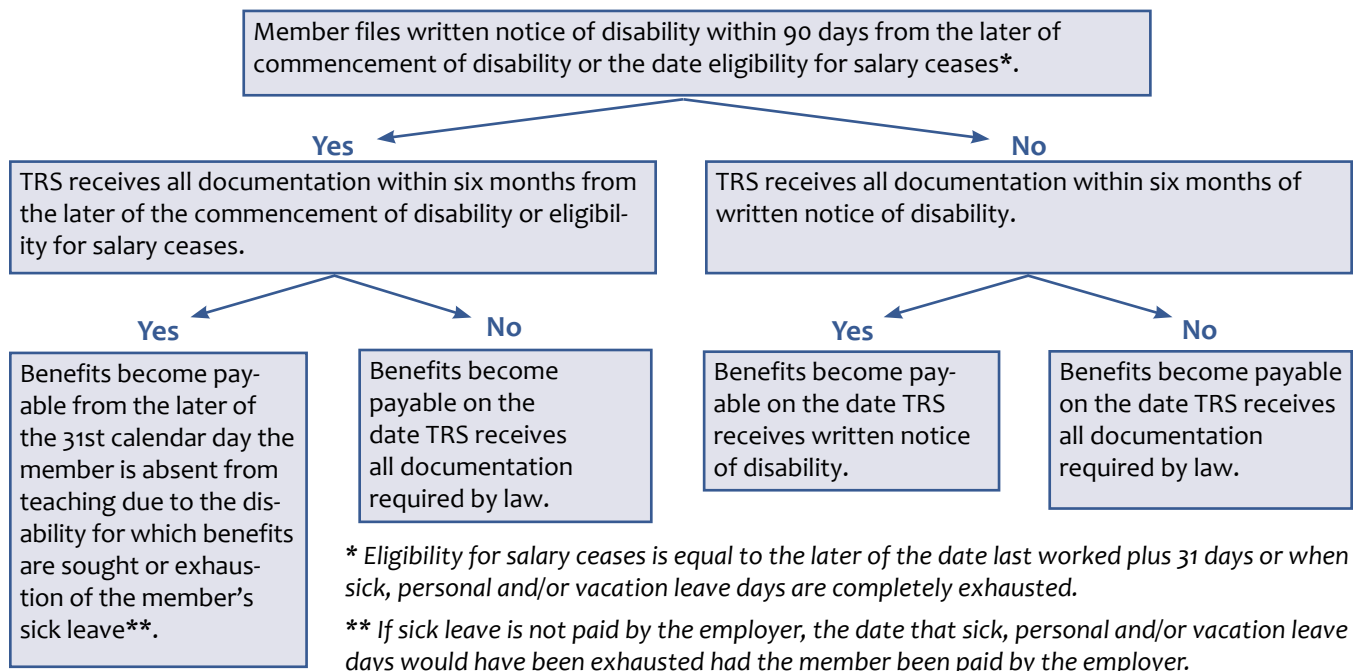 Member files written notice of disability within 90 days from the later of
commencement of disability or the date eligibility for salary ceases*.
Yes
No
TRS receives all documentation within six months from
the later of the commencement of disability or eligibil-
ity for salary ceases.
TRS receives all documentation within six months of
written notice of disability.
Yes
No
Yes
No
Benefits become pay-
able from the later of
the 31st calendar day the
member is absent from
teaching due to the dis-
ability for which benefits
are sought or exhaus-
tion of the member's
sick leave**.
Benefits become
payable on the
date TRS receives
all documentation
required by law.
Benefits become pay-
able on the date TRS
receives written notice
of disability.
Benefits become payable
on the date TRS receives
all documentation
required by law.
* Eligibility for salary ceases is equal to the later of the date last worked plus 31 days or when
sick, personal and/or vacation leave days are completely exhausted.
** If sick leave is not paid by the employer, the date that sick, personal and/or vacation leave
days would have been exhausted had the member been paid by the employer.